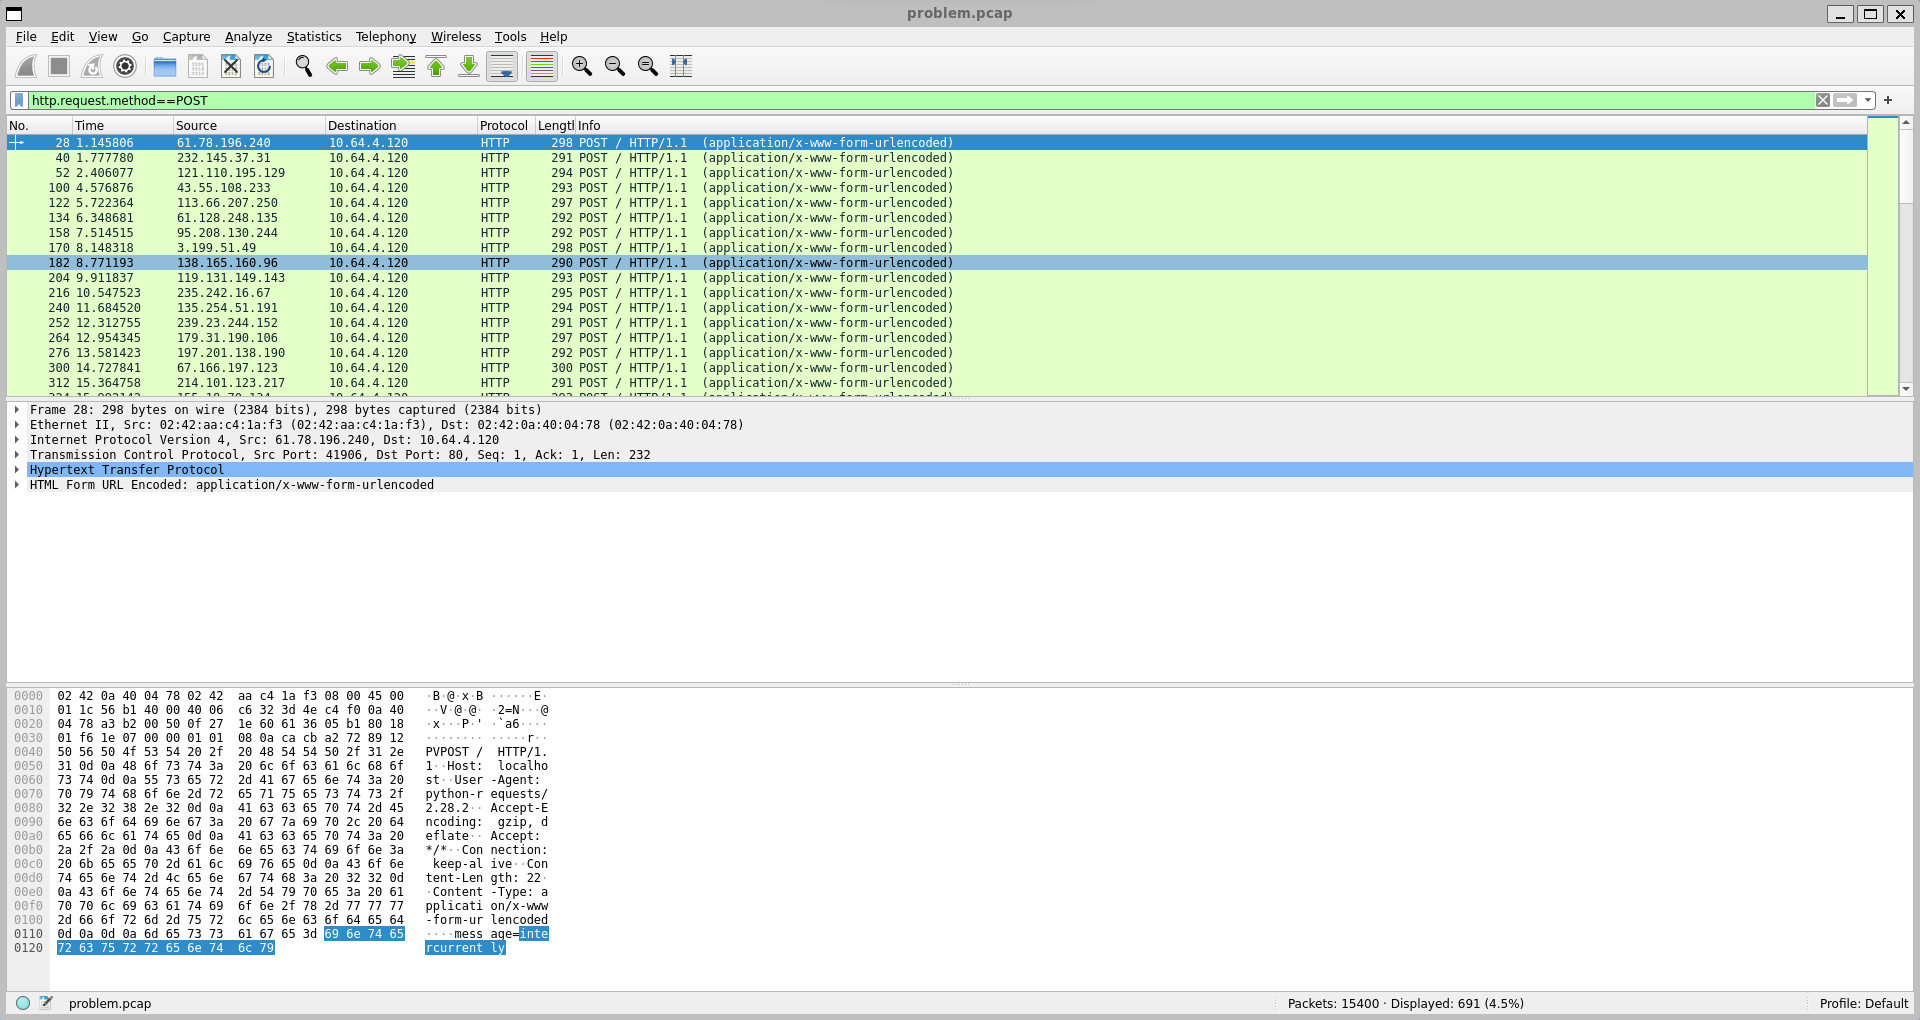 problem.pcap
File Edit View Go Capture Analyze Statistics Telephony Wireless Tools Help
http.request.method==POST
No. Time Source Destination Protocol Lengtl Info
28 1.145806 61.78.196.240 10.64.4.120 HTTP 298 POST / HTTP/1.1 (application/x-www-form-urlencoded)
40 1.777780 232.145.37.31 10.64.4.120 HTTP 291 POST / HTTP/1.1 (application/x-www-form-urlencoded)
52 2.406077 121.110.195.129 10.64.4.120 HTTP 294 POST / HTTP/1.1 (application/x-www-form-urlencoded)
100 4.576876 43.55.108.233 10.64.4.120 HTTP 293 POST / HTTP/1.1 (application/x-www-form-urlencoded)
122 5.722364 113.66.207.250 10.64.4.120 HTTP 297 POST / HTTP/1.1 (application/x-www-form-urlencoded)
134 6.348681 61.128.248.135 10.64.4.120 HTTP 292 POST / HTTP/1.1 (application/x-www-form-urlencoded)
158 7.514515 95.208.130.244 10.64.4.120 HTTP 292 POST / HTTP/1.1 (application/x-www-form-urlencoded)
170 8.148318 3.199.51.49 10.64.4.120 HTTP 298 POST / HTTP/1.1 (application/x-www-form-urlencoded)
182 8.771193 138.165.160.96 10.64.4.120 HTTP 290 POST / HTTP/1.1 (application/x-www-form-urlencoded)
204 9.911837 119.131.149.143 10.64.4.120 HTTP 293 POST / HTTP/1.1 (application/x-www-form-urlencoded)
216 10.547523 235.242.16.67 10.64.4.120 HTTP 295 POST / HTTP/1.1 (application/x-www-form-urlencoded)
240 11.684520 135.254.51.191 10.64.4.120 HTTP 294 POST / HTTP/1.1 (application/x-www-form-urlencoded)
252 12.312755 239.23.244.152 10.64.4.120 HTTP 291 POST / HTTP/1.1 (application/x-www-form-urlencoded)
264 12.954345 179.31.190.106 10.64.4.120 HTTP 297 POST / HTTP/1.1 (application/x-www-form-urlencoded)
276 13.581423 197.201.138.190 10.64.4.120 HTTP 292 POST / HTTP/1.1 (application/x-www-form-urlencoded)
300 14.727841 67.166.197.123 10.64.4.120 HTTP 300 POST / HTTP/1.1 (application/x-www-form-urlencoded)
312 15.364758 214.101.123.217 10.64.4.120 HTTP 291 POST / HTTP/1.1 (application/x-www-form-urlencoded)
Frame 28: 298 bytes on wire (2384 bits), 298 bytes captured (2384 bits)
Ethernet II, Src: 02:42:aa:c4:1a:f3 (02:42:aa:c4:1a:f3), Dst: 02:42:0a:40:04:78 (02:42:0a:40:04:78)
Internet Protocol Version 4, Src: 61.78.196.240, Dst: 10.64.4.120
Transmission Control Protocol, Src Port: 41906, Dst Port: 80, Seq: 1, Ack: 1, Len: 232
Hypertext Transfer Protocol
HTML Form URL Encoded: application/x-www-form-urlencoded
0000 02 42 0a 40 04 78 02 42 aa c4 1a f3 08 00 45 00 ·B·@·x·B ······E·
0010 01 1c 56 b1 40 00 40 06 c6 32 3d 4e c4 f0 0a 40 ··V·@·@· ·2=N···@
0020 04 78 a3 b2 00 50 0f 27 1e 60 61 36 05 b1 80 18 ·x···P·' ·`a6····
0030 01 f6 1e 07 00 00 01 01 08 0a ca cb a2 72 89 12 ········ ·····r··
0040 50 56 50 4f 53 54 20 2f 20 48 54 54 50 2f 31 2e PVPOST / HTTP/1.
0050 31 0d 0a 48 6f 73 74 3a 20 6c 6f 63 61 6c 68 6f 1··Host: localho
0060 73 74 0d 0a 55 73 65 72 2d 41 67 65 6e 74 3a 20 st··User -Agent:
0070 70 79 74 68 6f 6e 2d 72 65 71 75 65 73 74 73 2f python-r equests/
0080 32 2e 32 38 2e 32 0d 0a 41 63 63 65 70 74 2d 45 2.28.2·· Accept-E
0090 6e 63 6f 64 69 6e 67 3a 20 67 7a 69 70 2c 20 64 ncoding: gzip, d
00a0 65 66 6c 61 74 65 0d 0a 41 63 63 65 70 74 3a 20 eflate·· Accept:
00b0 2a 2f 2a 0d 0a 43 6f 6e 6e 65 63 74 69 6f 6e 3a */*··Con nection:
00c0 20 6b 65 65 70 2d 61 6c 69 76 65 0d 0a 43 6f 6e keep-al ive··Con
00d0 74 65 6e 74 2d 4c 65 6e 67 74 68 3a 20 32 32 0d tent-Len gth: 22·
00e0 0a 43 6f 6e 74 65 6e 74 2d 54 79 70 65 3a 20 61 ·Content -Type: a
00f0 70 70 6c 69 63 61 74 69 6f 6e 2f 78 2d 77 77 77 pplicati on/x-www
0100 2d 66 6f 72 6d 2d 75 72 6c 65 6e 63 6f 64 65 64 -form-ur lencoded
0110 0d 0a 0d 0a 6d 65 73 73 61 67 65 3d 69 6e 74 65 ····mess age=inte
0120 72 63 75 72 72 65 6e 74 6c 79 rcurrent ly
problem.pcap Packets: 15400 · Displayed: 691 (4.5%) Profile: Default